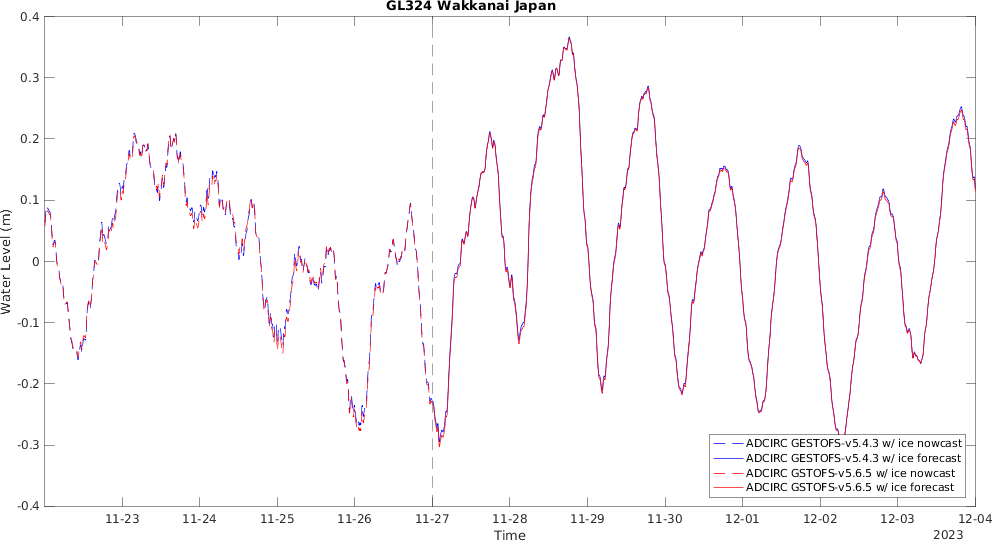 GL324 Wakkanai Japan
0.4
0.3
0.2
0.1
0
-0.1
-0.2
-0.3
-0.4
Water Level (m)
ADCIRC GESTOFS-v5.4.3 w/ ice nowcast
ADCIRC GESTOFS-v5.4.3 w/ ice forecast
ADCIRC GSTOFS-v5.6.5 w/ ice nowcast
ADCIRC GSTOFS-v5.6.5 w/ ice forecast
11-23 11-24 11-25 11-26 11-27 11-28 11-29 11-30 12-01 12-02 12-03 12-04
Time
2023